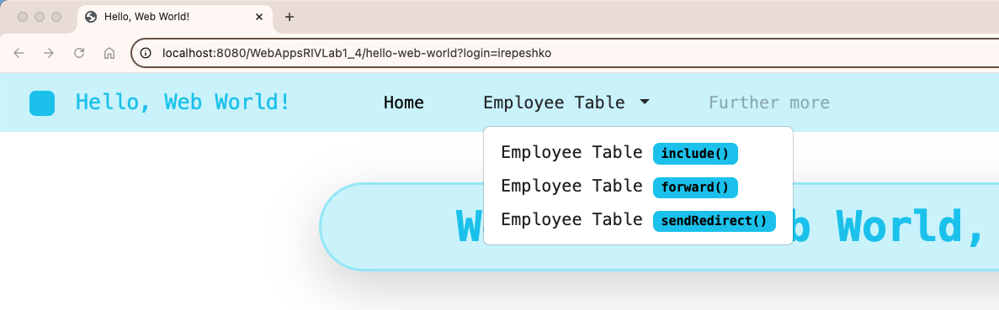 Hello, Web World!
localhost:8080/WebAppsRIVLab1_4/hello-web-world?login=irepeshko
Hello, Web World! Home Employee Table Further more
Employee Table include()
Employee Table forward()
Employee Table sendRedirect()
World,